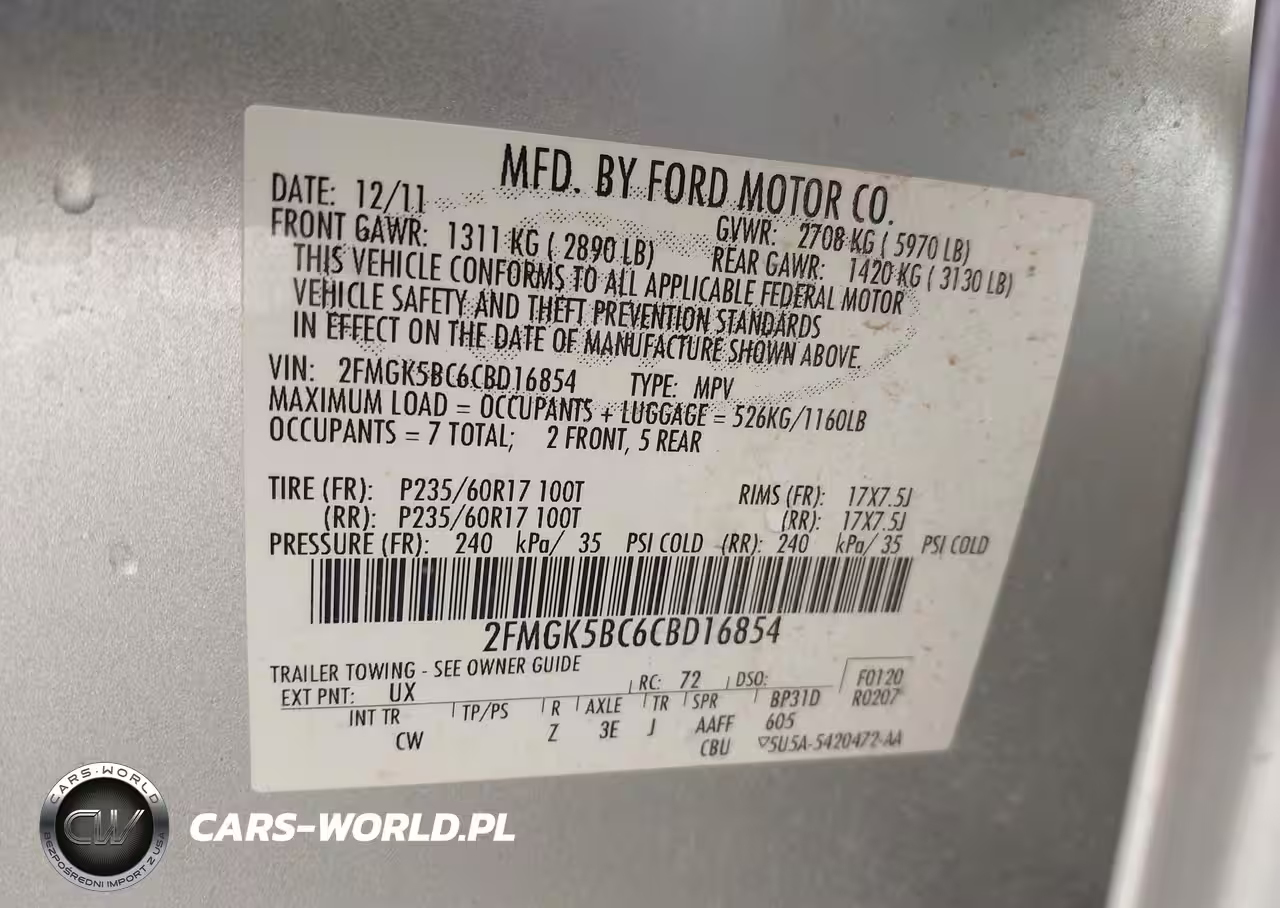 MFD. BY FORD MOTOR CO.
DATE: 12/11 GVWR: 2708 KG ( 5970 LB)
FRONT GAWR: 1311 KG ( 2890 LB) REAR GAWR: 1420 KG ( 3130 LB)
THIS VEHICLE CONFORMS TO ALL APPLICABLE FEDERAL MOTOR
VEHICLE SAFETY AND THEFT PREVENTION STANDARDS
IN EFFECT ON THE DATE OF MANUFACTURE SHOWN ABOVE.
VIN: 2FMGK5BC6CBD16854 TYPE: MPV
MAXIMUM LOAD = OCCUPANTS + LUGGAGE = 526KG/1160LB
OCCUPANTS = 7 TOTAL; 2 FRONT, 5 REAR
TIRE (FR): P235/60R17 100T RIMS (FR): 17X7.5J
(RR): P235/60R17 100T (RR): 17X7.5J
PRESSURE (FR): 240 kPa/ 35 PSI COLD (RR): 240 kPa/ 35 PSI COLD
2FMGK5BC6CBD16854
TRAILER TOWING - SEE OWNER GUIDE
EXT PNT: UX RC: 72 DSO: F0120
INT TR TP/PS R AXLE TR SPR BP31D R0207
CW Z 3E J AAFF 605
CBU ▽5U5A-5420472-AA
CARS-WORLD
CW
BEZPOŚREDNI IMPORT Z USA
CARS-WORLD.PL